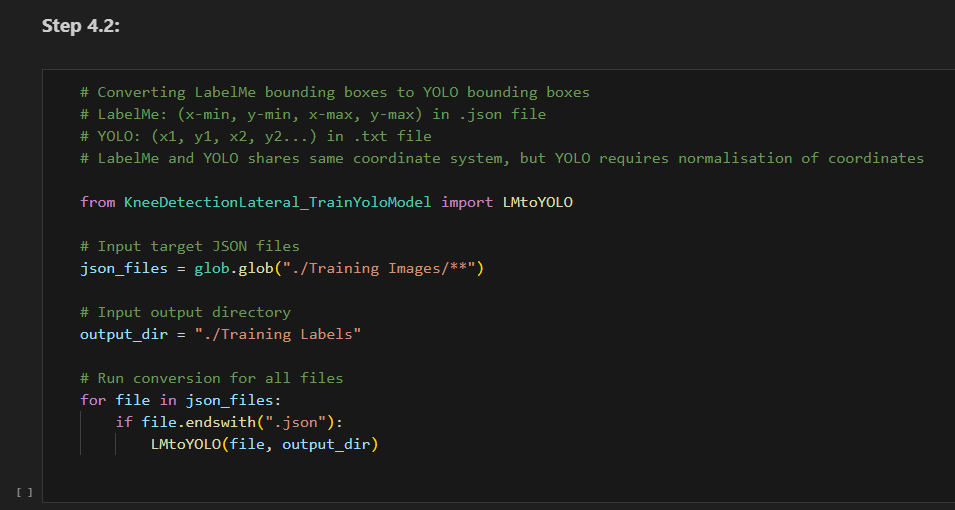 Step 4.2:
# Converting LabelMe bounding boxes to YOLO bounding boxes
# LabelMe: (x-min, y-min, x-max, y-max) in .json file
# YOLO: (x1, y1, x2, y2...) in .txt file
# LabelMe and YOLO shares same coordinate system, but YOLO requires normalisation of coordinates
from KneeDetectionLateral_TrainYoloModel import LMtoYOLO
# Input target JSON files
json_files = glob.glob("./Training Images/**")
# Input output directory
output_dir = "./Training Labels"
# Run conversion for all files
for file in json_files:
    if file.endswith(".json"):
        LMtoYOLO(file, output_dir)
[ ]